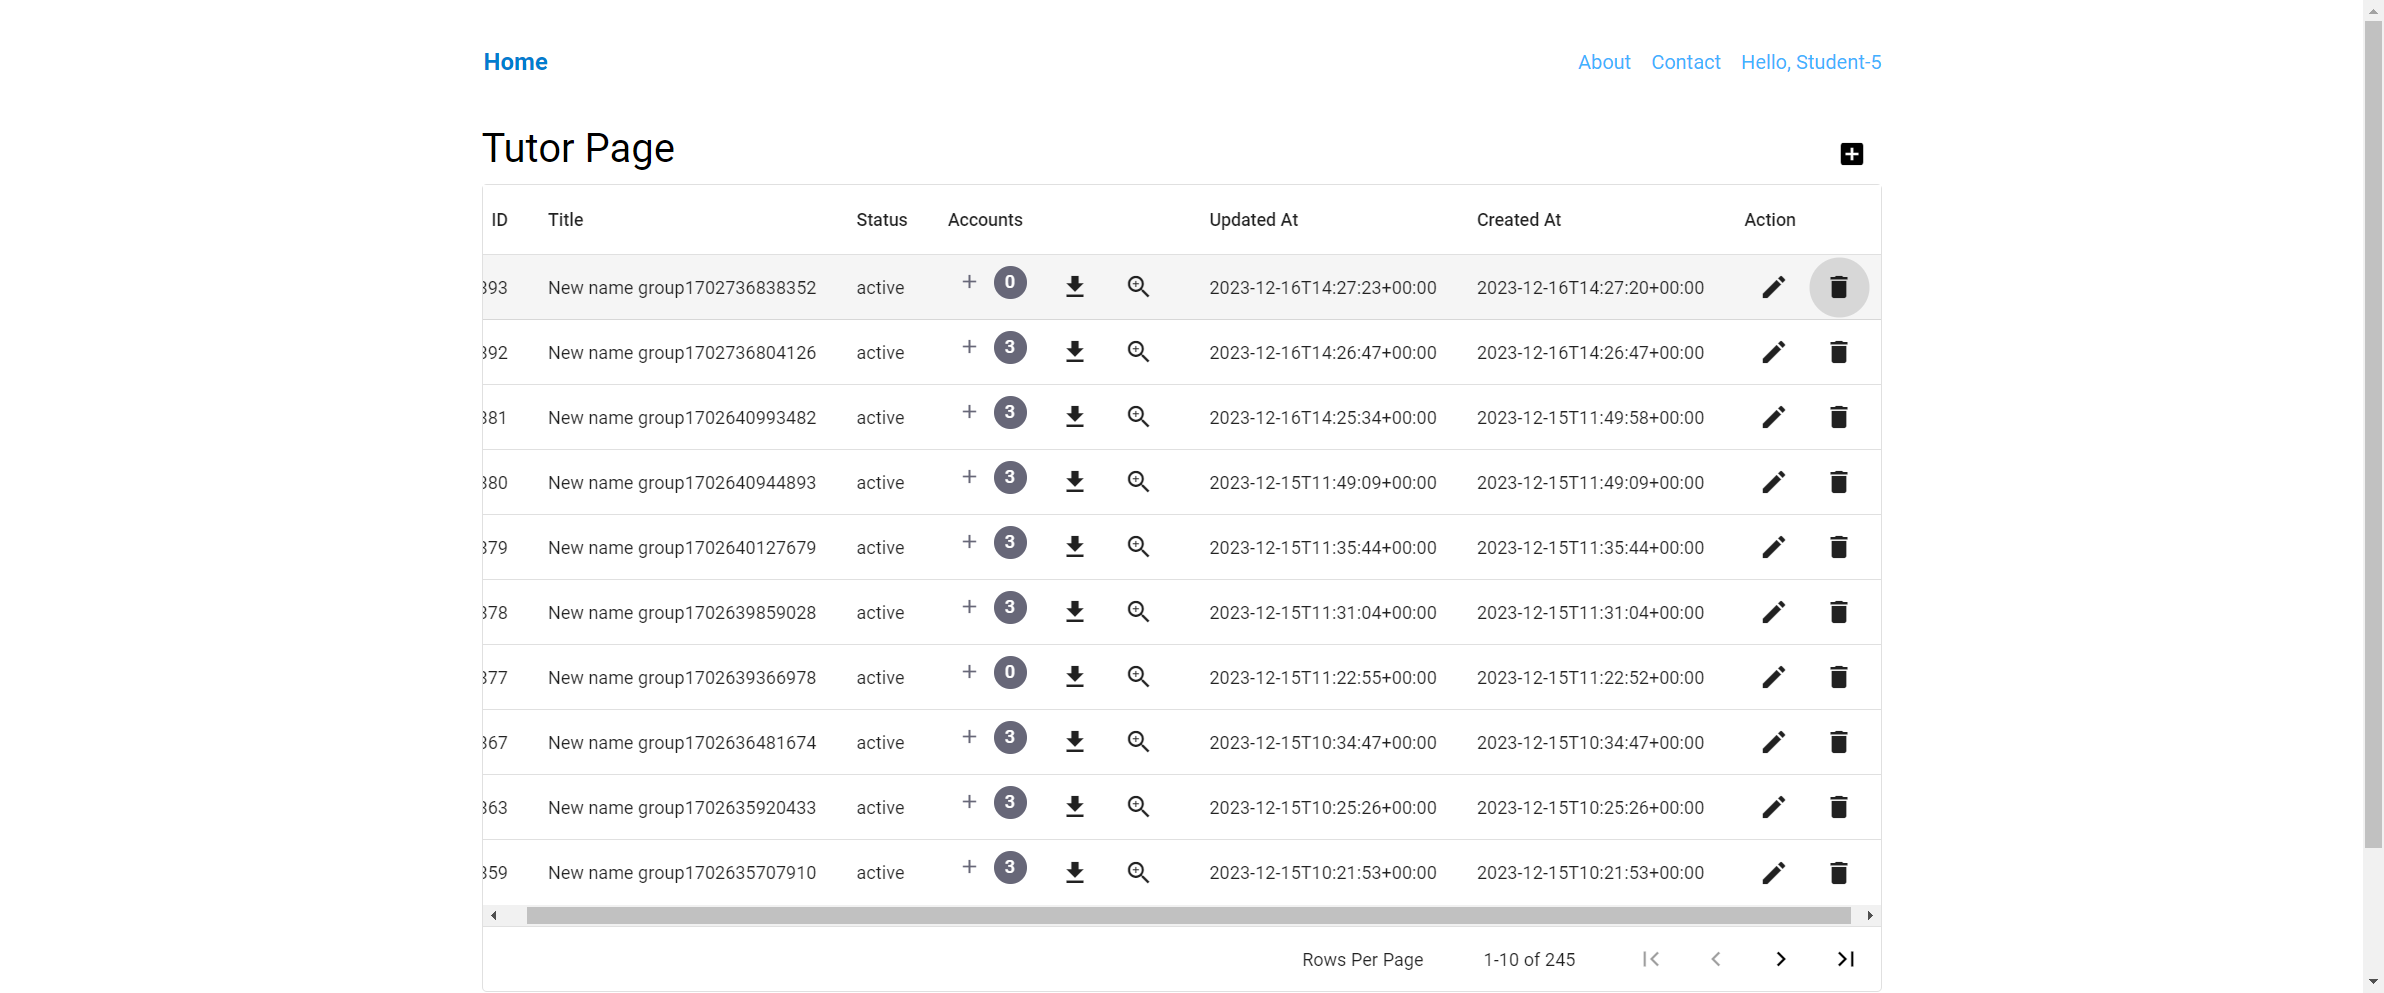 Home About Contact Hello, Student-5
Tutor Page
ID Title Status Accounts Updated At Created At Action
393 New name group1702736838352 active + 0 2023-12-16T14:27:23+00:00 2023-12-16T14:27:20+00:00
392 New name group1702736804126 active + 3 2023-12-16T14:26:47+00:00 2023-12-16T14:26:47+00:00
381 New name group1702640993482 active + 3 2023-12-16T14:25:34+00:00 2023-12-15T11:49:58+00:00
380 New name group1702640944893 active + 3 2023-12-15T11:49:09+00:00 2023-12-15T11:49:09+00:00
379 New name group1702640127679 active + 3 2023-12-15T11:35:44+00:00 2023-12-15T11:35:44+00:00
378 New name group1702639859028 active + 3 2023-12-15T11:31:04+00:00 2023-12-15T11:31:04+00:00
377 New name group1702639366978 active + 0 2023-12-15T11:22:55+00:00 2023-12-15T11:22:52+00:00
367 New name group1702636481674 active + 3 2023-12-15T10:34:47+00:00 2023-12-15T10:34:47+00:00
363 New name group1702635920433 active + 3 2023-12-15T10:25:26+00:00 2023-12-15T10:25:26+00:00
359 New name group1702635707910 active + 3 2023-12-15T10:21:53+00:00 2023-12-15T10:21:53+00:00
Rows Per Page 1-10 of 245